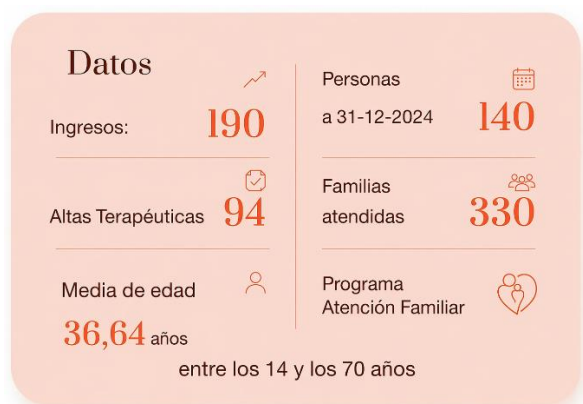 Datos
Ingresos: 190
Altas Terapéuticas 94
Media de edad
36,64 años
Personas
a 31-12-2024 140
Familias
atendidas 330
Programa
Atención Familiar
entre los 14 y los 70 años